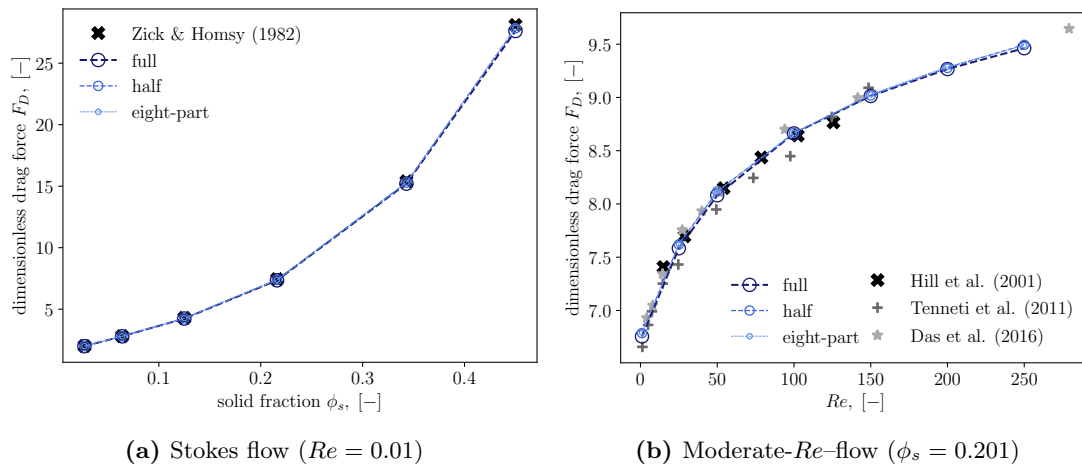 dimensionless drag force F_D, [−]
25
20
15
10
5
Zick & Homsy (1982)
full
half
eight-part
0.1
0.2
0.3
0.4
solid fraction ϕ_s, [−]
(a) Stokes flow (Re = 0.01)
dimensionless drag force F_D, [−]
9.5
9.0
8.5
8.0
7.5
7.0
full
half
eight-part
Hill et al. (2001)
Tenneti et al. (2011)
Das et al. (2016)
0
50
100
150
200
250
Re, [−]
(b) Moderate-Re–flow (ϕ_s = 0.201)